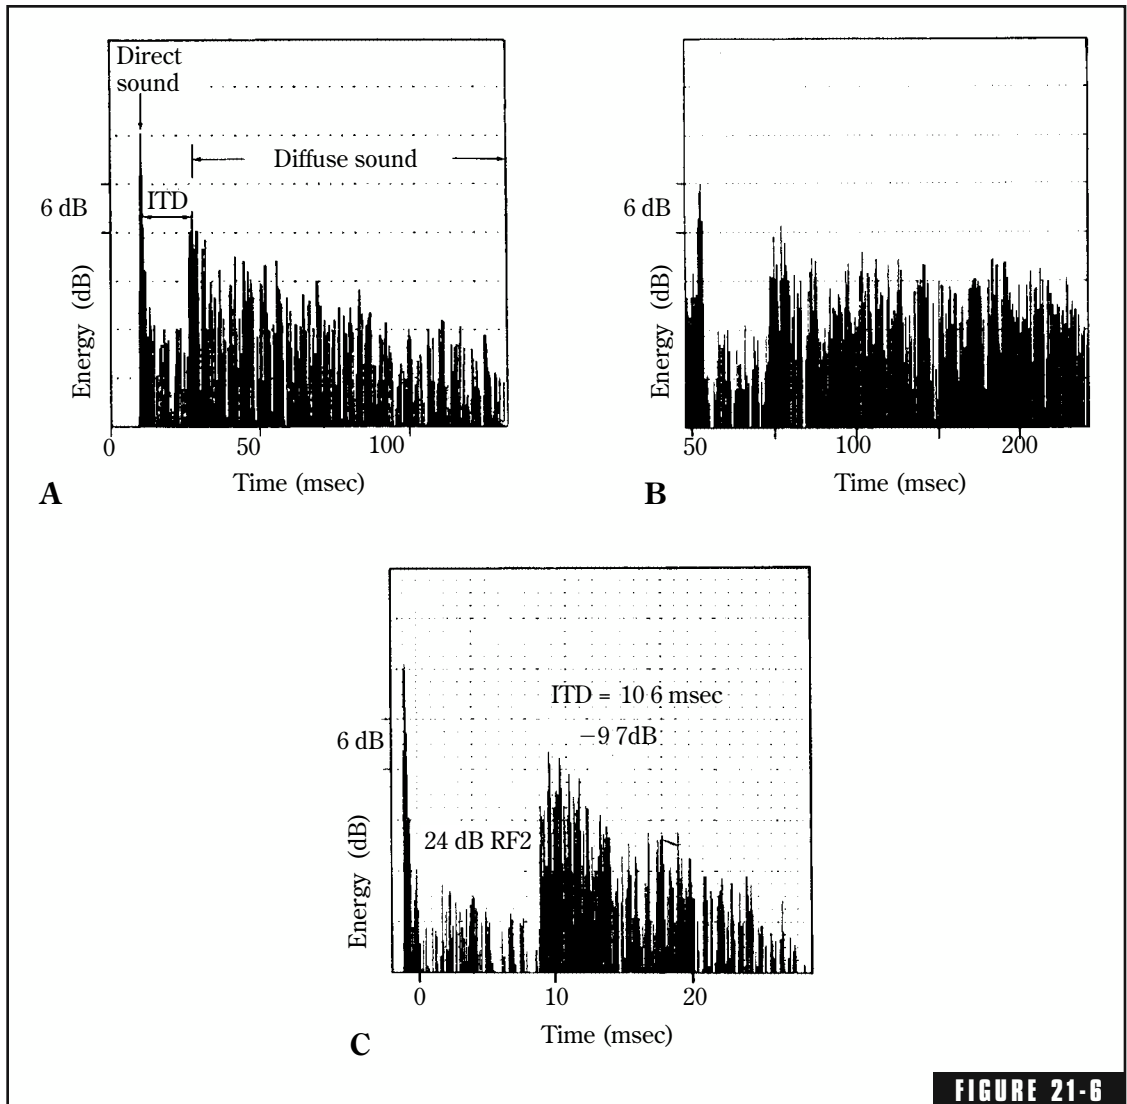 Direct
sound
Diffuse sound
ITD
6 dB
Energy (dB)
0 50 100
Time (msec)
A
6 dB
Energy (dB)
50 100 200
Time (msec)
B
ITD = 10 6 msec
−9 7dB
6 dB
24 dB RF2
Energy (dB)
0 10 20
Time (msec)
C
FIGURE 21-6